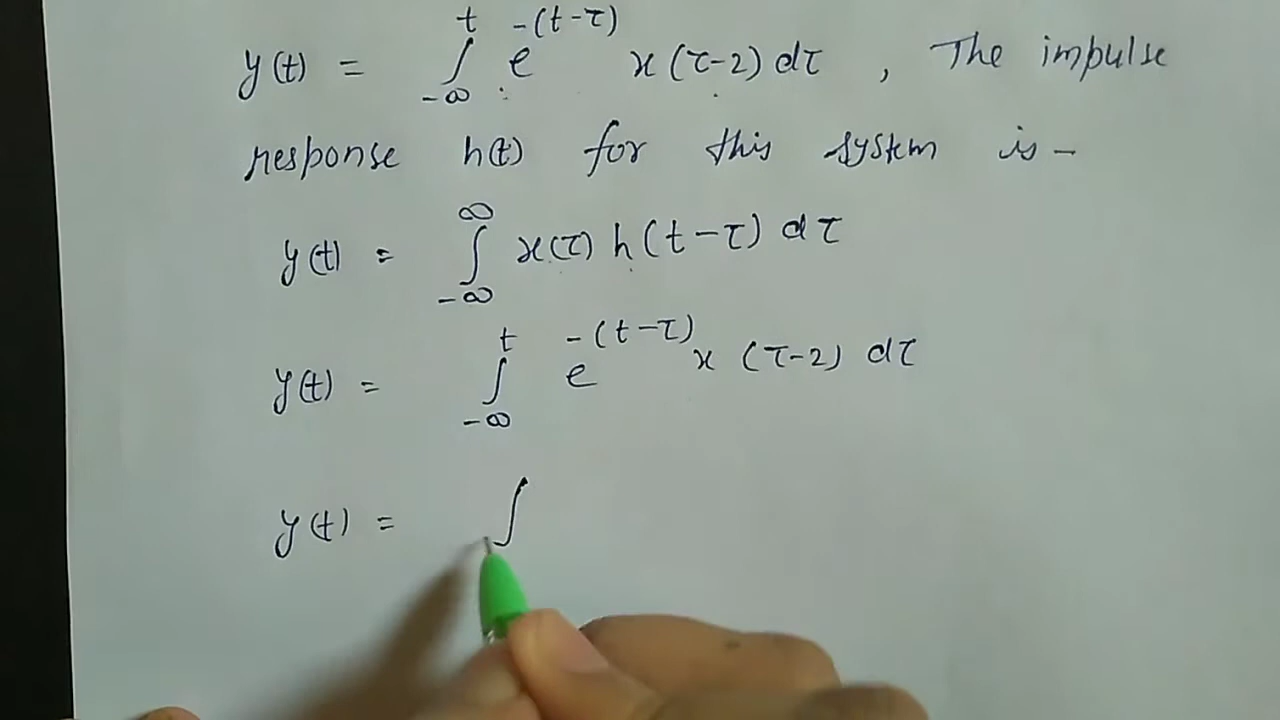 y(t) = ∫_{-∞}^{t} e^{-(t-τ)} x(τ-2) dτ , The impulse
response h(t) for this system is -
y(t) = ∫_{-∞}^{∞} x(τ) h(t-τ) dτ
y(t) = ∫_{-∞}^{t} e^{-(t-τ)} x (τ-2) dτ
y(t) = ∫